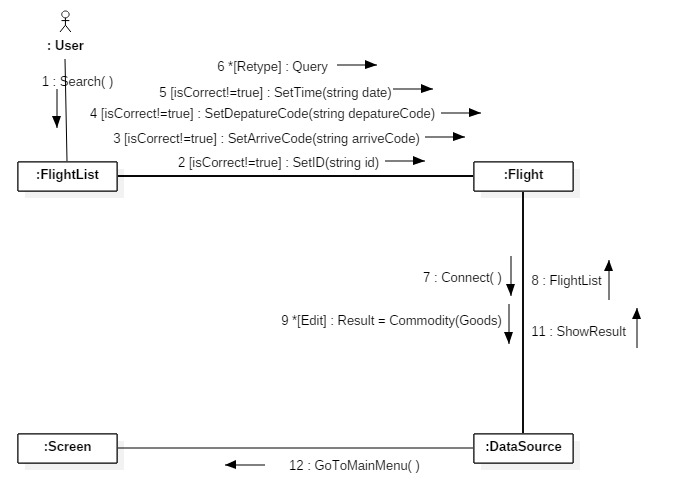 : User
1 : Search( )
6 *[Retype] : Query
5 [isCorrect!=true] : SetTime(string date)
4 [isCorrect!=true] : SetDepatureCode(string depatureCode)
3 [isCorrect!=true] : SetArriveCode(string arriveCode)
2 [isCorrect!=true] : SetID(string id)
:FlightList
:Flight
7 : Connect( )
8 : FlightList
9 *[Edit] : Result = Commodity(Goods)
11 : ShowResult
:Screen
:DataSource
12 : GoToMainMenu( )